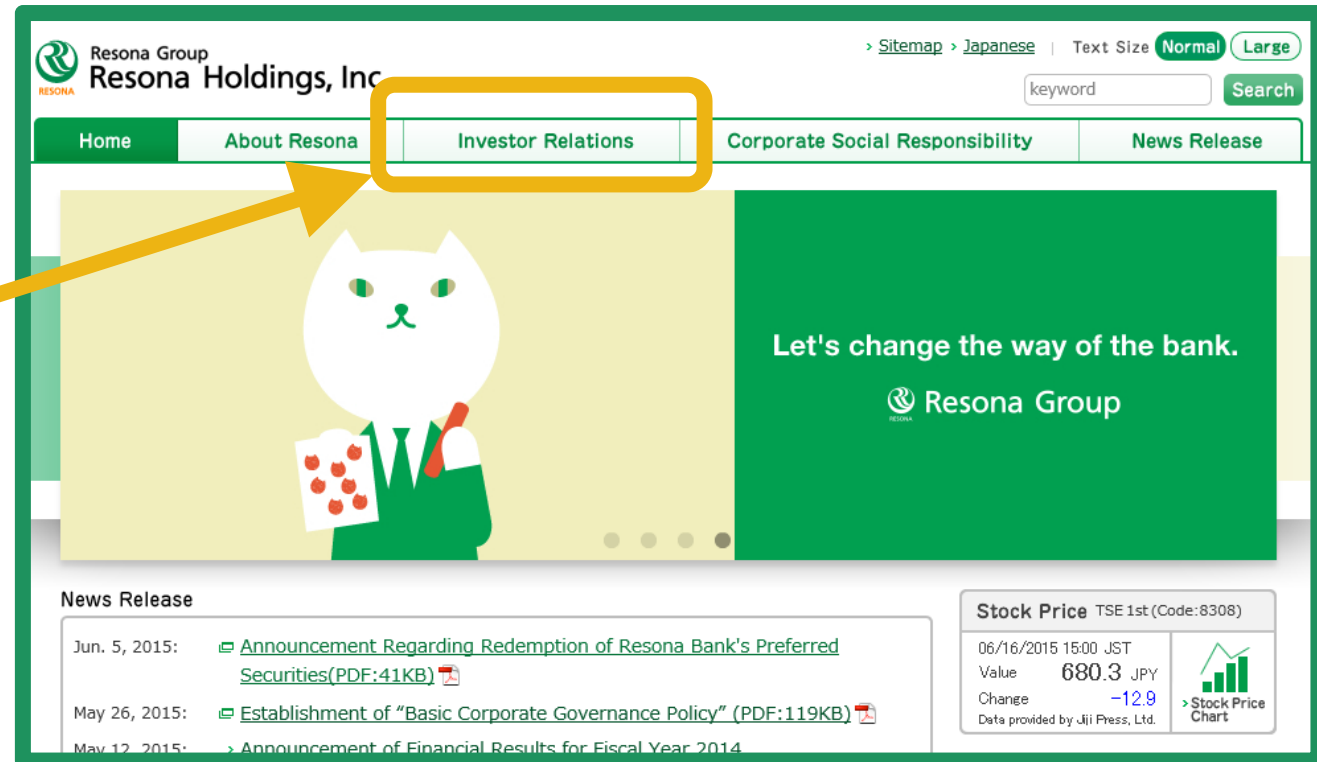 Resona Group
Resona Holdings, Inc
RESONA
› Sitemap › Japanese | Text Size Normal Large
keyword Search
Home About Resona Investor Relations Corporate Social Responsibility News Release
Let's change the way of the bank.
RESONA Resona Group
News Release
Jun. 5, 2015: Announcement Regarding Redemption of Resona Bank's Preferred
Securities(PDF:41KB)
May 26, 2015: Establishment of “Basic Corporate Governance Policy” (PDF:119KB)
May 12, 2015: › Announcement of Financial Results for Fiscal Year 2014
Stock Price TSE 1st (Code:8308)
06/16/2015 15:00 JST
Value 680.3 JPY
Change -12.9
Data provided by Jiji Press, Ltd.
› Stock Price
Chart